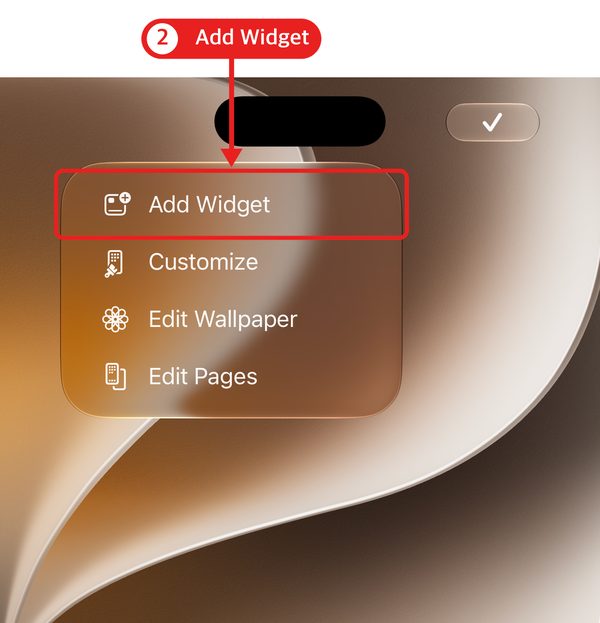 2 Add Widget
Add Widget
Customize
Edit Wallpaper
Edit Pages